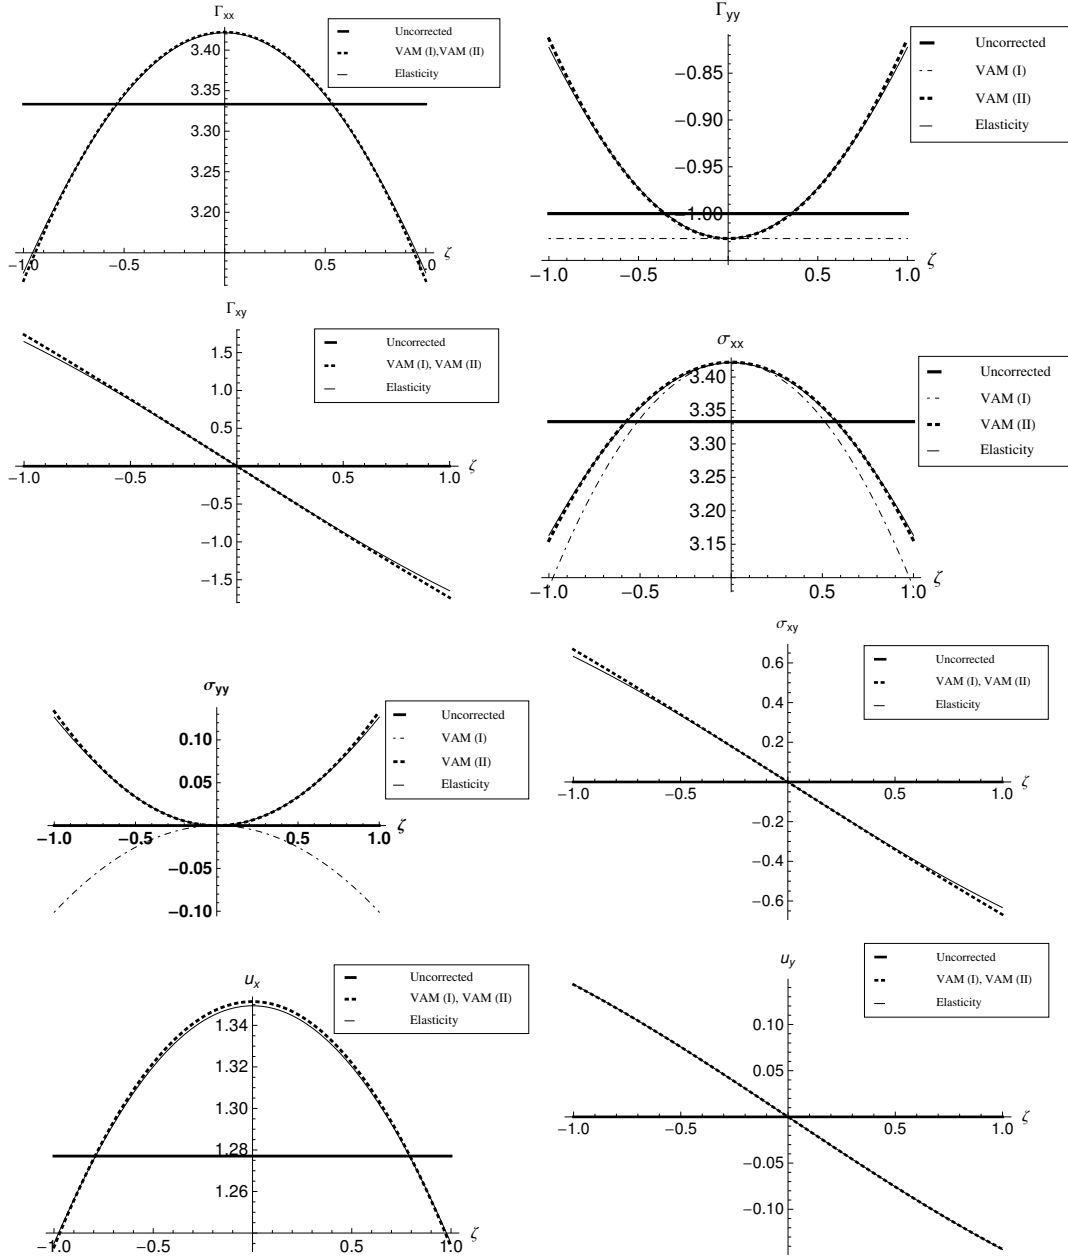 Γxx
3.40
3.35
3.30
3.25
3.20
−1.0
−0.5
0.5
1.0
ζ
Uncorrected
VAM (I),VAM (II)
Elasticity
Γyy
−0.85
−0.90
−0.95
−1.00
−1.0
−0.5
0.5
1.0
ζ
Uncorrected
VAM (I)
VAM (II)
Elasticity
Γxy
1.5
1.0
0.5
−0.5
−1.0
−1.5
−1.0
−0.5
0.5
1.0
ζ
Uncorrected
VAM (I), VAM (II)
Elasticity
σxx
3.40
3.35
3.30
3.25
3.20
3.15
−1.0
−0.5
0.5
1.0
ζ
Uncorrected
VAM (I)
VAM (II)
Elasticity
σyy
0.10
0.05
−0.05
−0.10
−1.0
−0.5
0.5
1.0
ζ
Uncorrected
VAM (I)
VAM (II)
Elasticity
σxy
0.6
0.4
0.2
−0.2
−0.4
−0.6
−1.0
−0.5
0.5
1.0
ζ
Uncorrected
VAM (I), VAM (II)
Elasticity
ux
1.34
1.32
1.30
1.28
1.26
−1.0
−0.5
0.5
1.0
ζ
Uncorrected
VAM (I), VAM (II)
Elasticity
uy
0.10
0.05
−0.05
−0.10
−1.0
−0.5
0.5
1.0
ζ
Uncorrected
VAM (I), VAM (II)
Elasticity